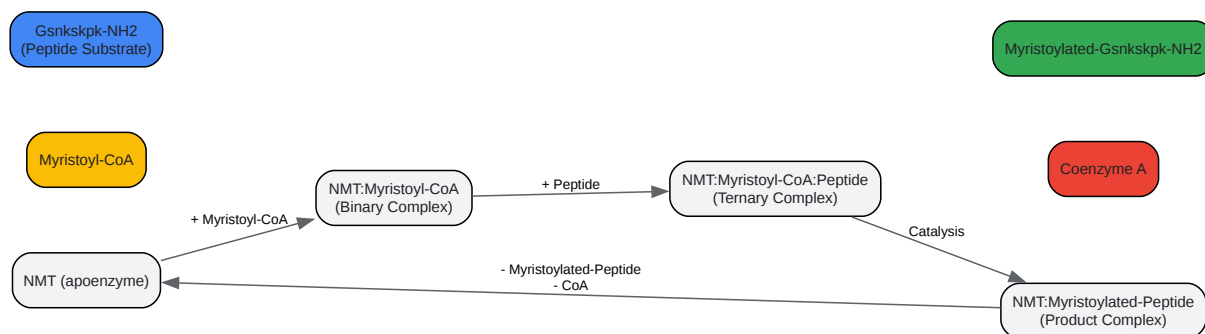 Gsnkskpk-NH2
(Peptide Substrate)
Myristoylated-Gsnkskpk-NH2
Myristoyl-CoA
Coenzyme A
NMT:Myristoyl-CoA
(Binary Complex)
+ Peptide
NMT:Myristoyl-CoA:Peptide
(Ternary Complex)
+ Myristoyl-CoA
Catalysis
NMT (apoenzyme)
- Myristoylated-Peptide
- CoA
NMT:Myristoylated-Peptide
(Product Complex)